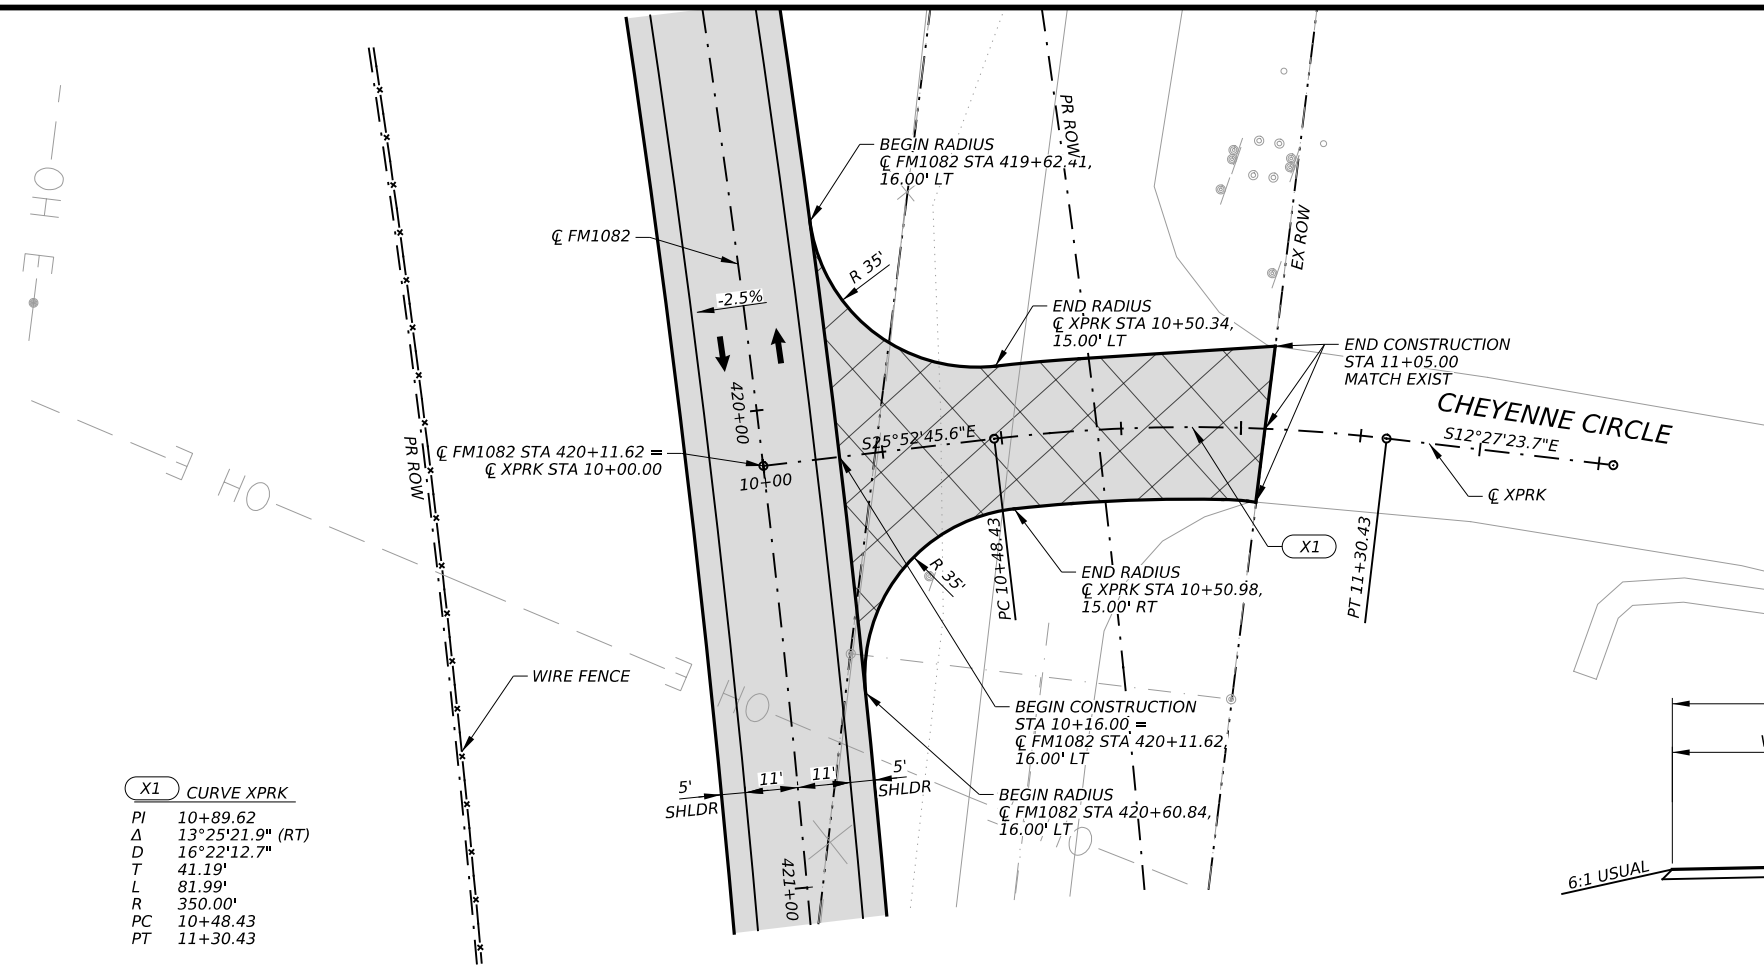 BEGIN RADIUS
℄ FM1082 STA 419+62.41,
16.00' LT
PR ROW
OH E
℄ FM1082
R 35'
EX ROW
-2.5%
END RADIUS
℄ XPRK STA 10+50.34,
15.00' LT
END CONSTRUCTION
STA 11+05.00
MATCH EXIST
420+00
CHEYENNE CIRCLE
S12°27'23.7"E
S25°52'45.6"E
PR ROW
℄ FM1082 STA 420+11.62 =
℄ XPRK STA 10+00.00
10+00
OH E
℄ XPRK
X1
PC 10+48.43
PT 11+30.43
R 35'
END RADIUS
℄ XPRK STA 10+50.98,
15.00' RT
WIRE FENCE
OH E
BEGIN CONSTRUCTION
STA 10+16.00 =
℄ FM1082 STA 420+11.62,
16.00' LT
5'
SHLDR
11'
11'
5'
SHLDR
BEGIN RADIUS
℄ FM1082 STA 420+60.84,
16.00' LT
421+00
6:1 USUAL
X1 CURVE XPRK
PI 10+89.62
Δ 13°25'21.9" (RT)
D 16°22'12.7"
T 41.19'
L 81.99'
R 350.00'
PC 10+48.43
PT 11+30.43